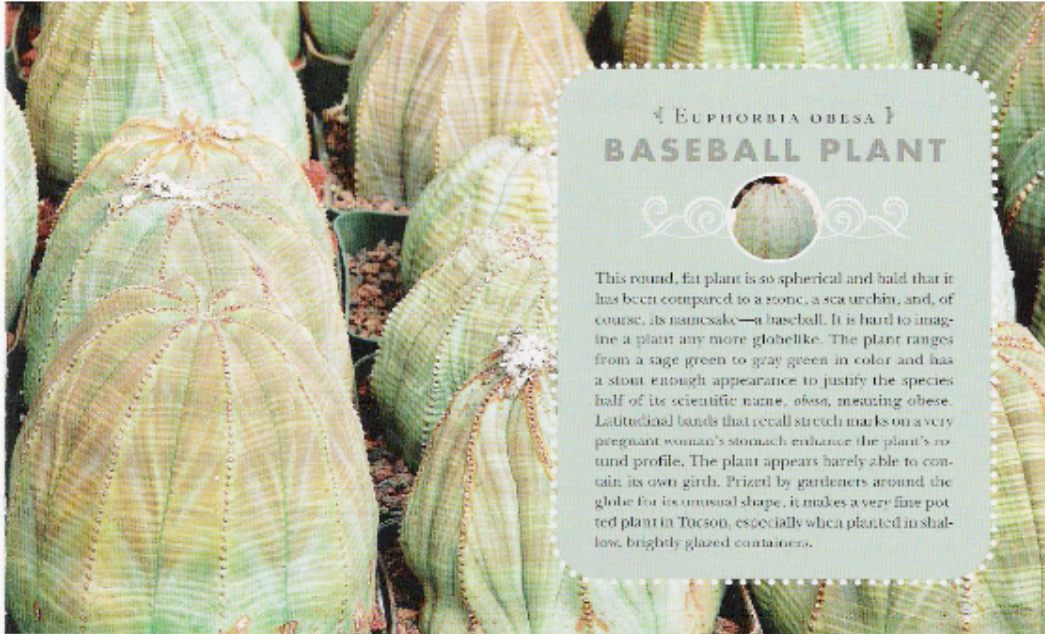 EUPHORBIA OBESA
BASEBALL PLANT
This round, fat plant is so spherical and bald that it
has been compared to a stone, a sea urchin, and, of
course, its namesake—a baseball. It is hard to imag-
ine a plant any more globelike. The plant ranges
from a sage green to gray green in color and has
a stout enough appearance to justify the species
half of its scientific name, obesa, meaning obese.
Latitudinal bands that recall stretch marks on a very
pregnant woman's stomach enhance the plant's ro-
tund profile. The plant appears barely able to con-
tain its own girth. Prized by gardeners around the
globe for its unusual shape, it makes a very fine pot
ted plant in Tucson, especially when planted in shal-
low, brightly glazed containers.